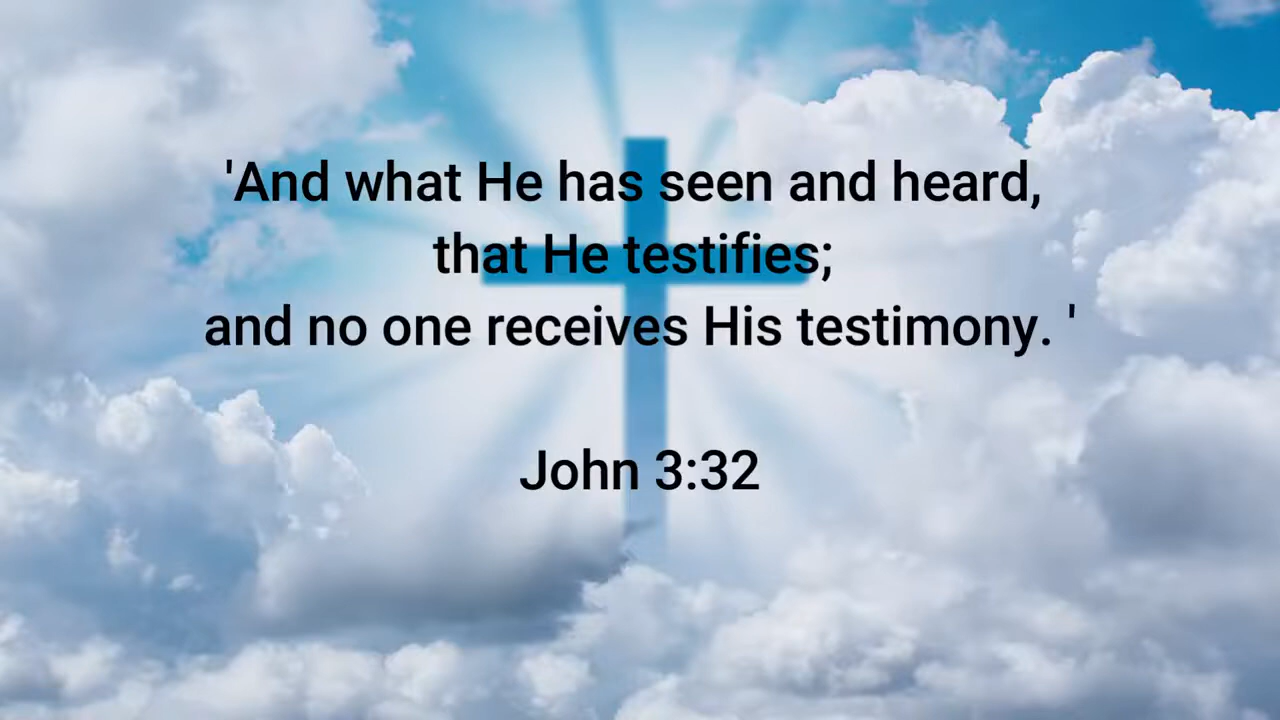 'And what He has seen and heard,
that He testifies;
and no one receives His testimony. '
John 3:32